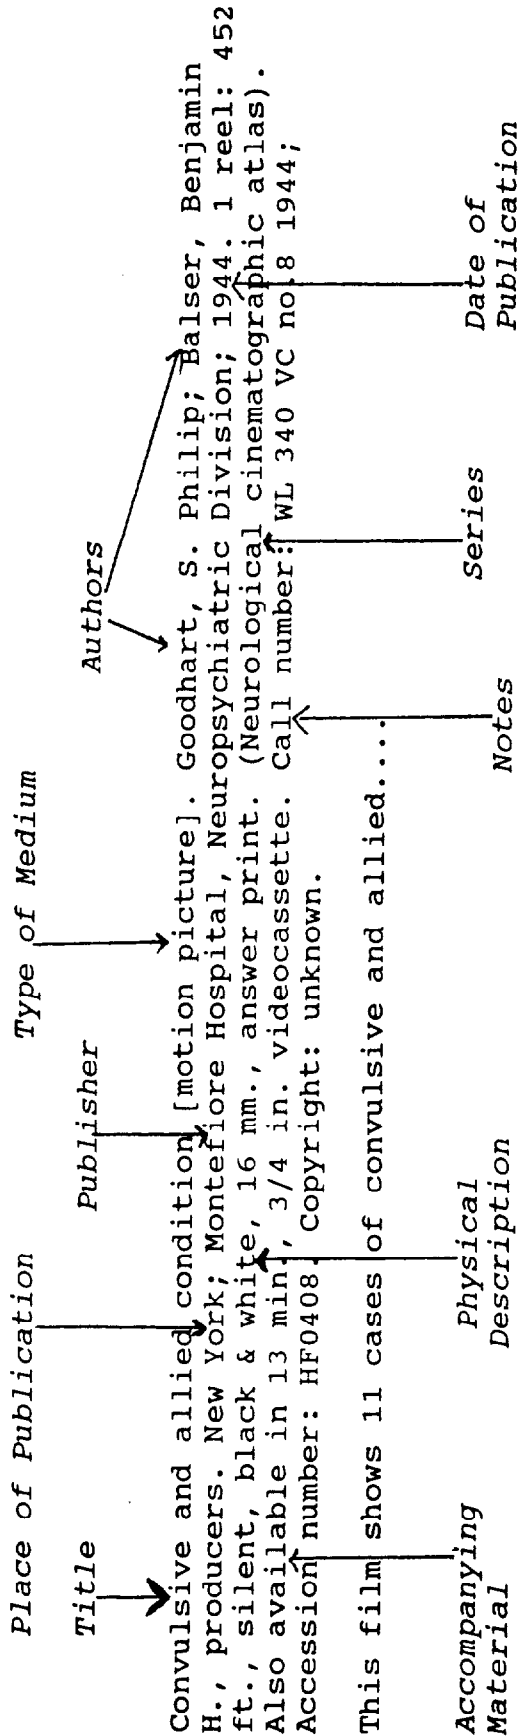 Place of Publication
Type of Medium
Title
Publisher
Authors
Convulsive and allied condition [motion picture]. Goodhart, S. Philip; Balser, Benjamin
H., producers. New York; Montefiore Hospital, Neuropsychiatric Division; 1944. 1 reel: 452
ft., silent, black & white, 16 mm., answer print. (Neurological cinematographic atlas).
Also available in 13 min., 3/4 in. videocassette. Call number: WL 340 VC no.8 1944;
Accession number: HF0408. Copyright: unknown.
This film shows 11 cases of convulsive and allied....
Accompanying
Material
Physical
Description
Notes
Series
Date of
Publication